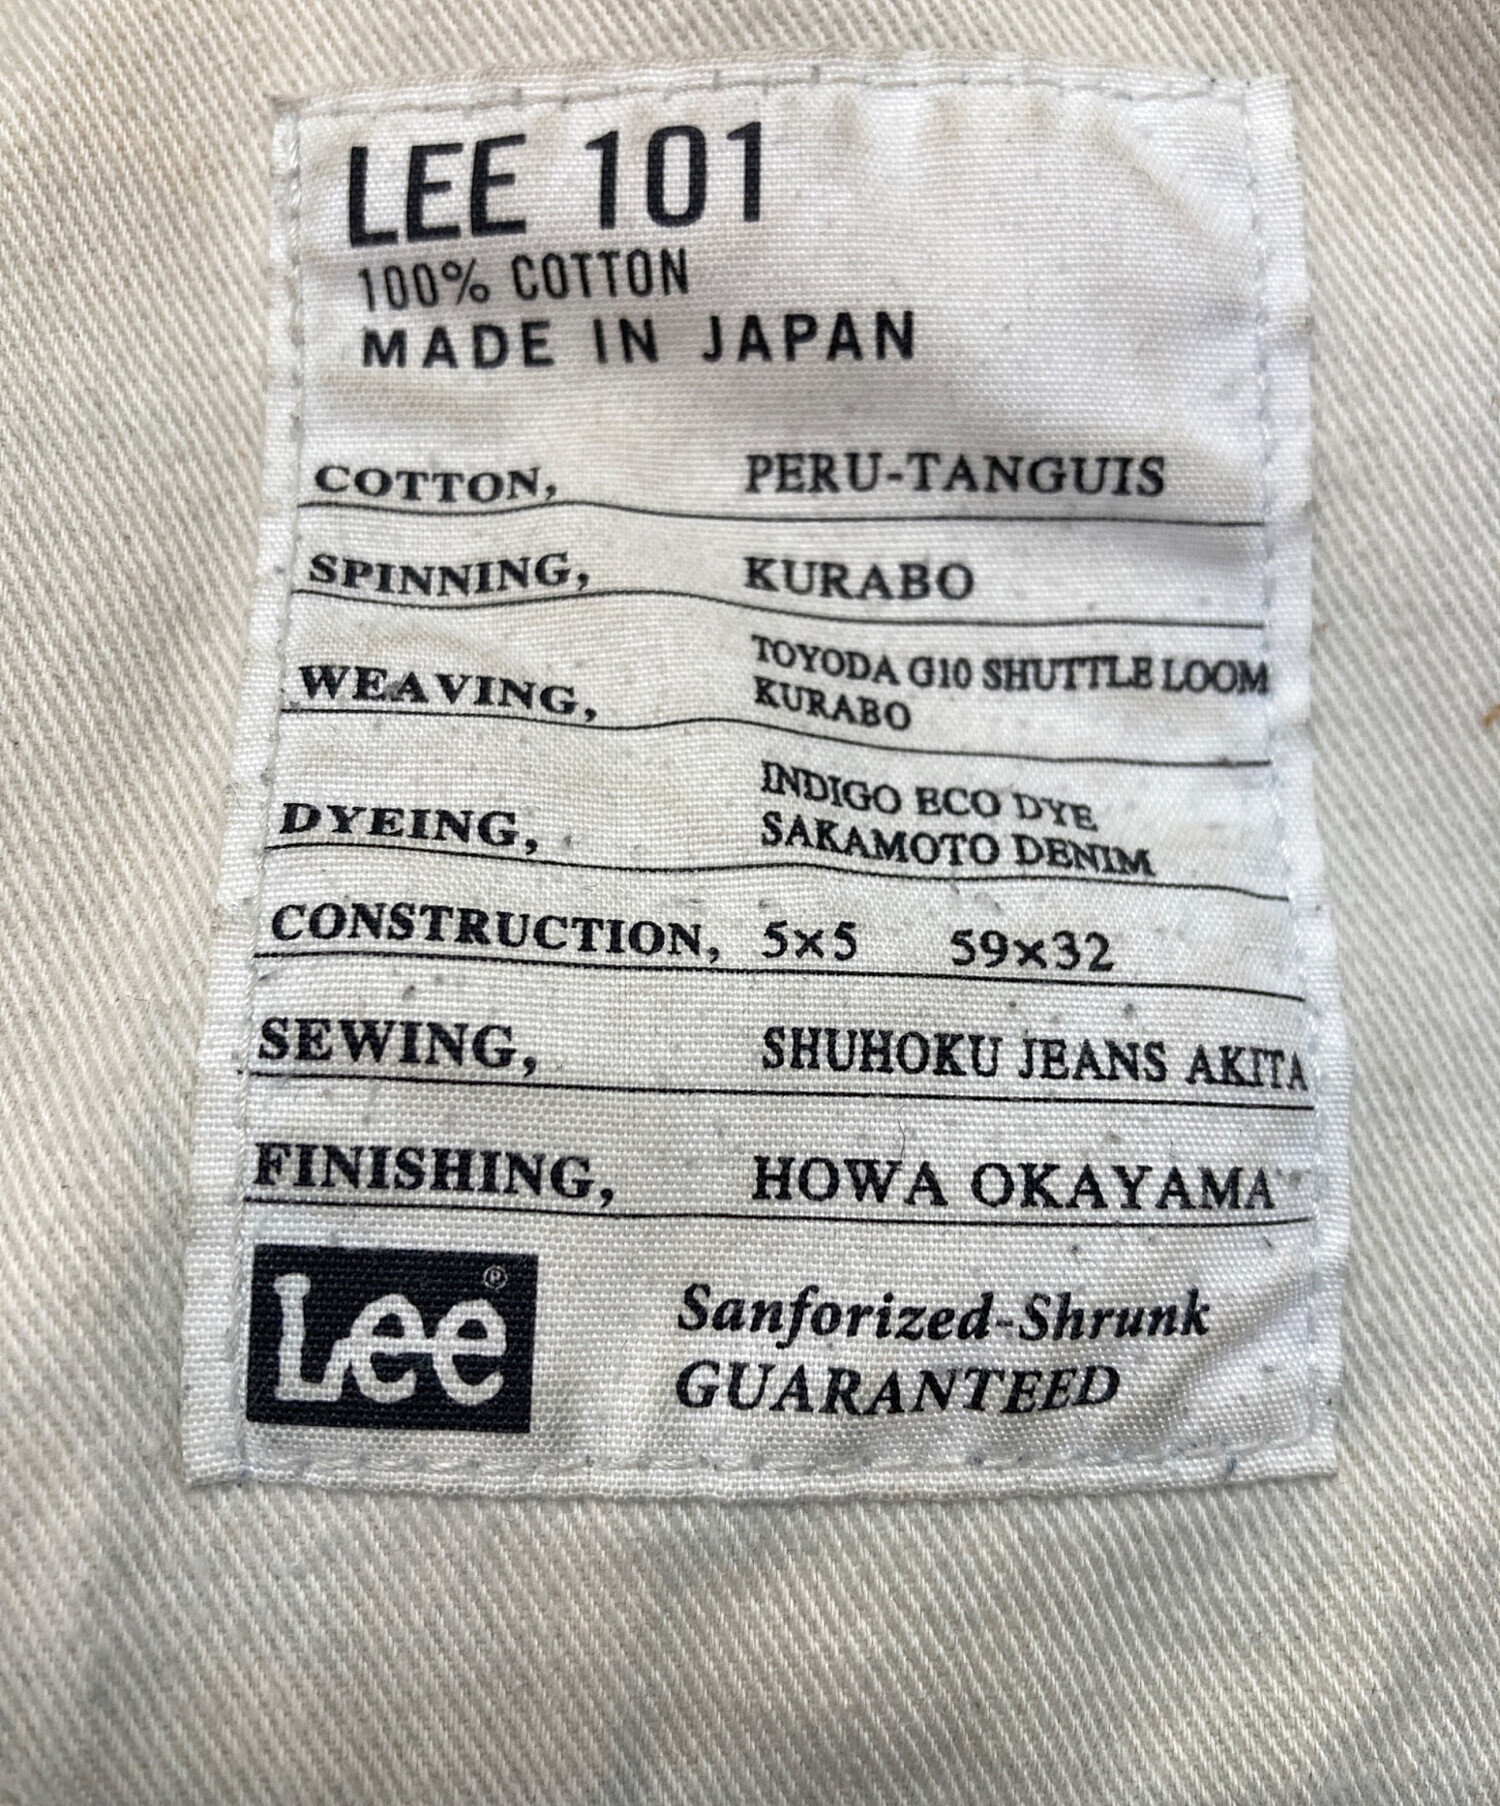 LEE 101
100% COTTON
MADE IN JAPAN
COTTON, PERU-TANGUIS
SPINNING, KURABO
WEAVING, TOYODA G10 SHUTTLE LOOM
KURABO
DYEING, INDIGO ECO DYE
SAKAMOTO DENIM
CONSTRUCTION, 5×5 59×32
SEWING, SHUHOKU JEANS AKITA
FINISHING, HOWA OKAYAMA
Lee® Sanforized-Shrunk
GUARANTEED